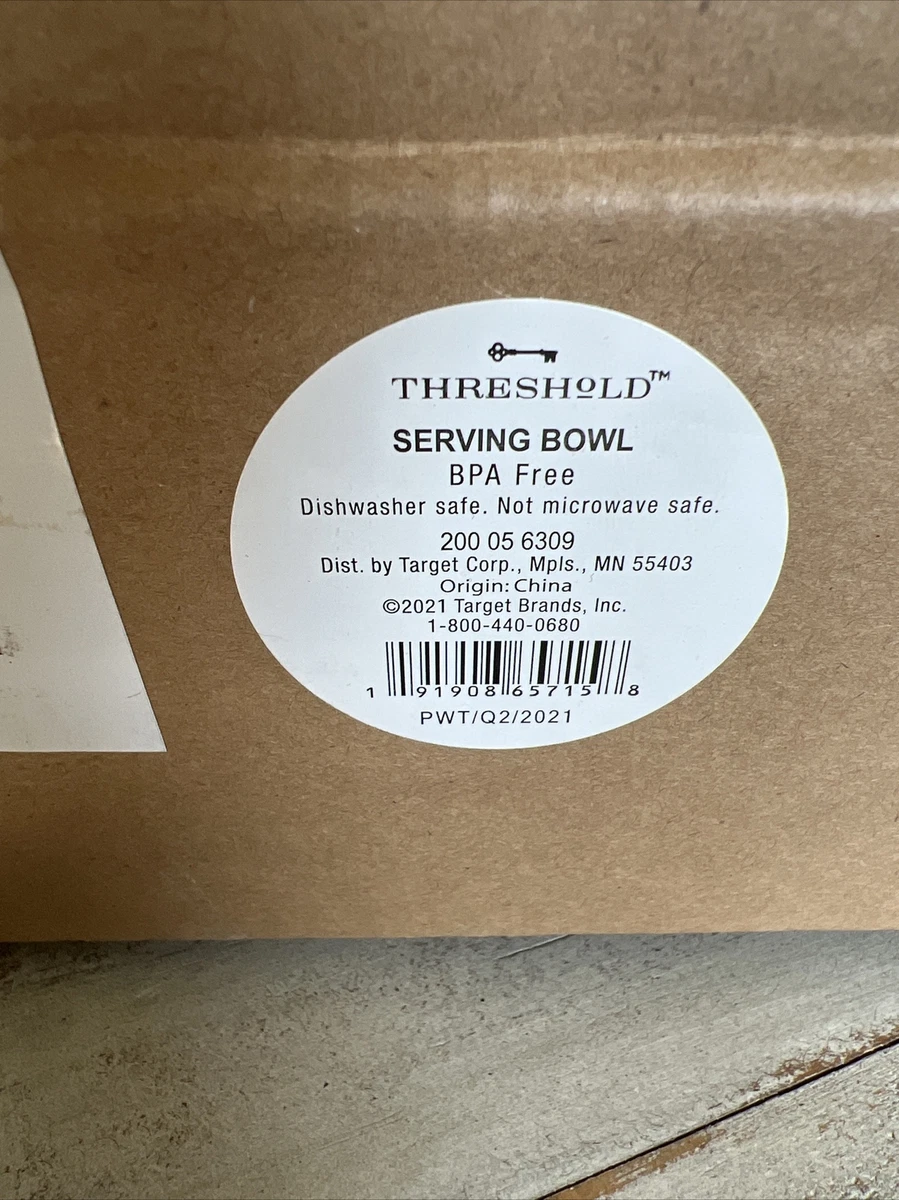 THRESHOLD™
SERVING BOWL
BPA Free
Dishwasher safe. Not microwave safe.
200 05 6309
Dist. by Target Corp., Mpls., MN 55403
Origin: China
©2021 Target Brands, Inc.
1-800-440-0680
1 91908 65715 8
PWT/Q2/2021